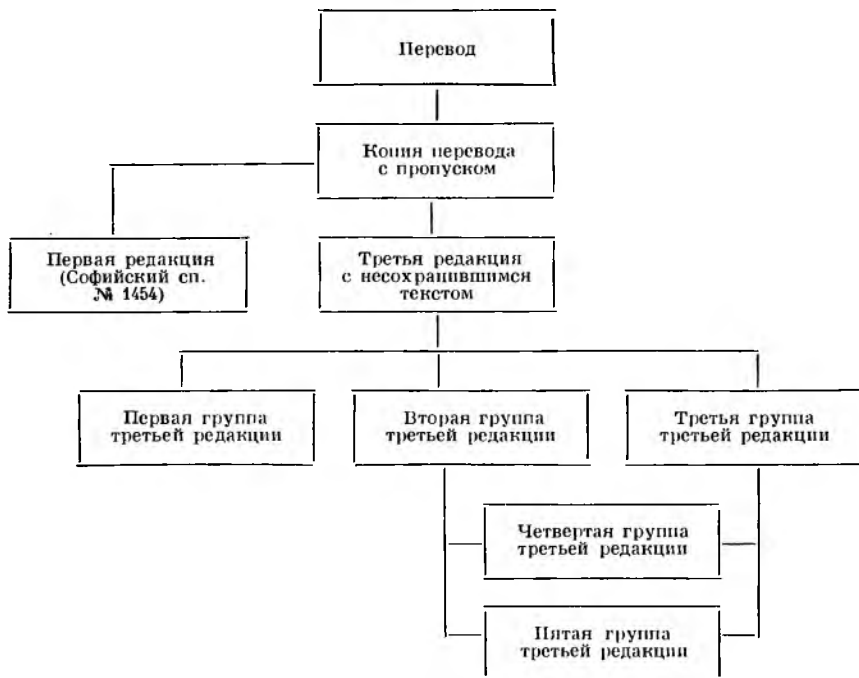 Перевод
Копия перевода
с пропуском
Первая редакция
(Софийский сп.
№ 1454)
Третья редакция
с несохранившимся
текстом
Первая группа
третьей редакции
Вторая группа
третьей редакции
Третья группа
третьей редакции
Четвертая группа
третьей редакции
Пятая группа
третьей редакции